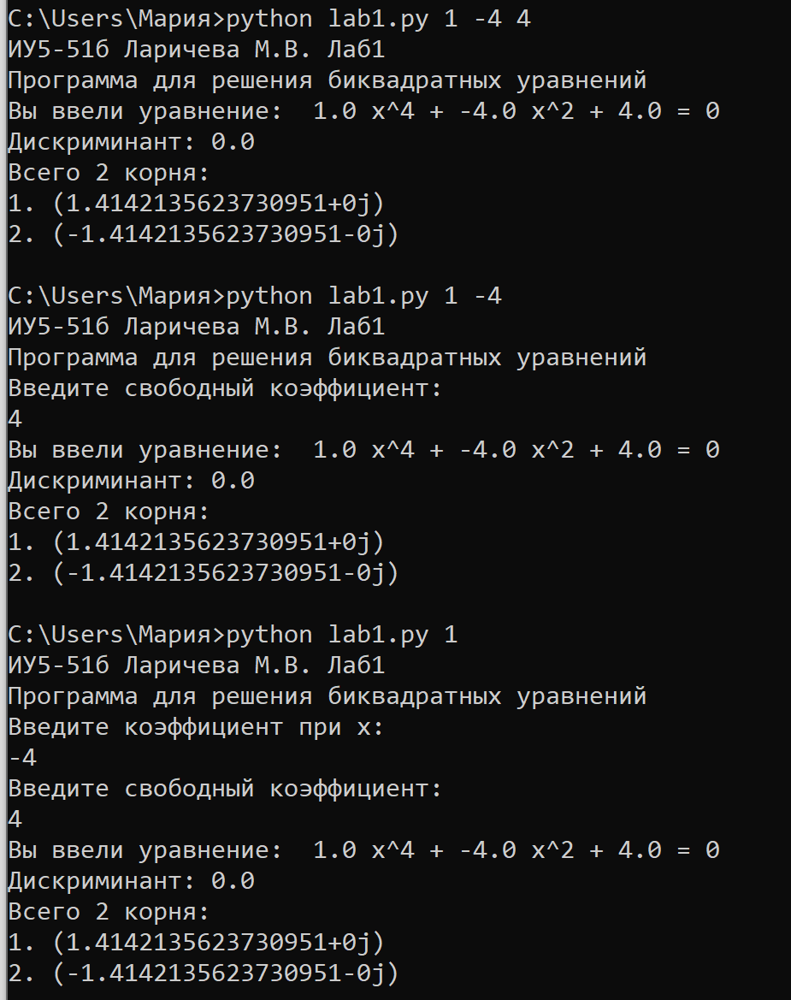 C:\Users\Мария>python lab1.py 1 -4 4
ИУ5-51б Ларичева М.В. Лаб1
Программа для решения биквадратных уравнений
Вы ввели уравнение:  1.0 x^4 + -4.0 x^2 + 4.0 = 0
Дискриминант: 0.0
Всего 2 корня:
1. (1.4142135623730951+0j)
2. (-1.4142135623730951-0j)

C:\Users\Мария>python lab1.py 1 -4
ИУ5-51б Ларичева М.В. Лаб1
Программа для решения биквадратных уравнений
Введите свободный коэффициент:
4
Вы ввели уравнение:  1.0 x^4 + -4.0 x^2 + 4.0 = 0
Дискриминант: 0.0
Всего 2 корня:
1. (1.4142135623730951+0j)
2. (-1.4142135623730951-0j)

C:\Users\Мария>python lab1.py 1
ИУ5-51б Ларичева М.В. Лаб1
Программа для решения биквадратных уравнений
Введите коэффициент при x:
-4
Введите свободный коэффициент:
4
Вы ввели уравнение:  1.0 x^4 + -4.0 x^2 + 4.0 = 0
Дискриминант: 0.0
Всего 2 корня:
1. (1.4142135623730951+0j)
2. (-1.4142135623730951-0j)